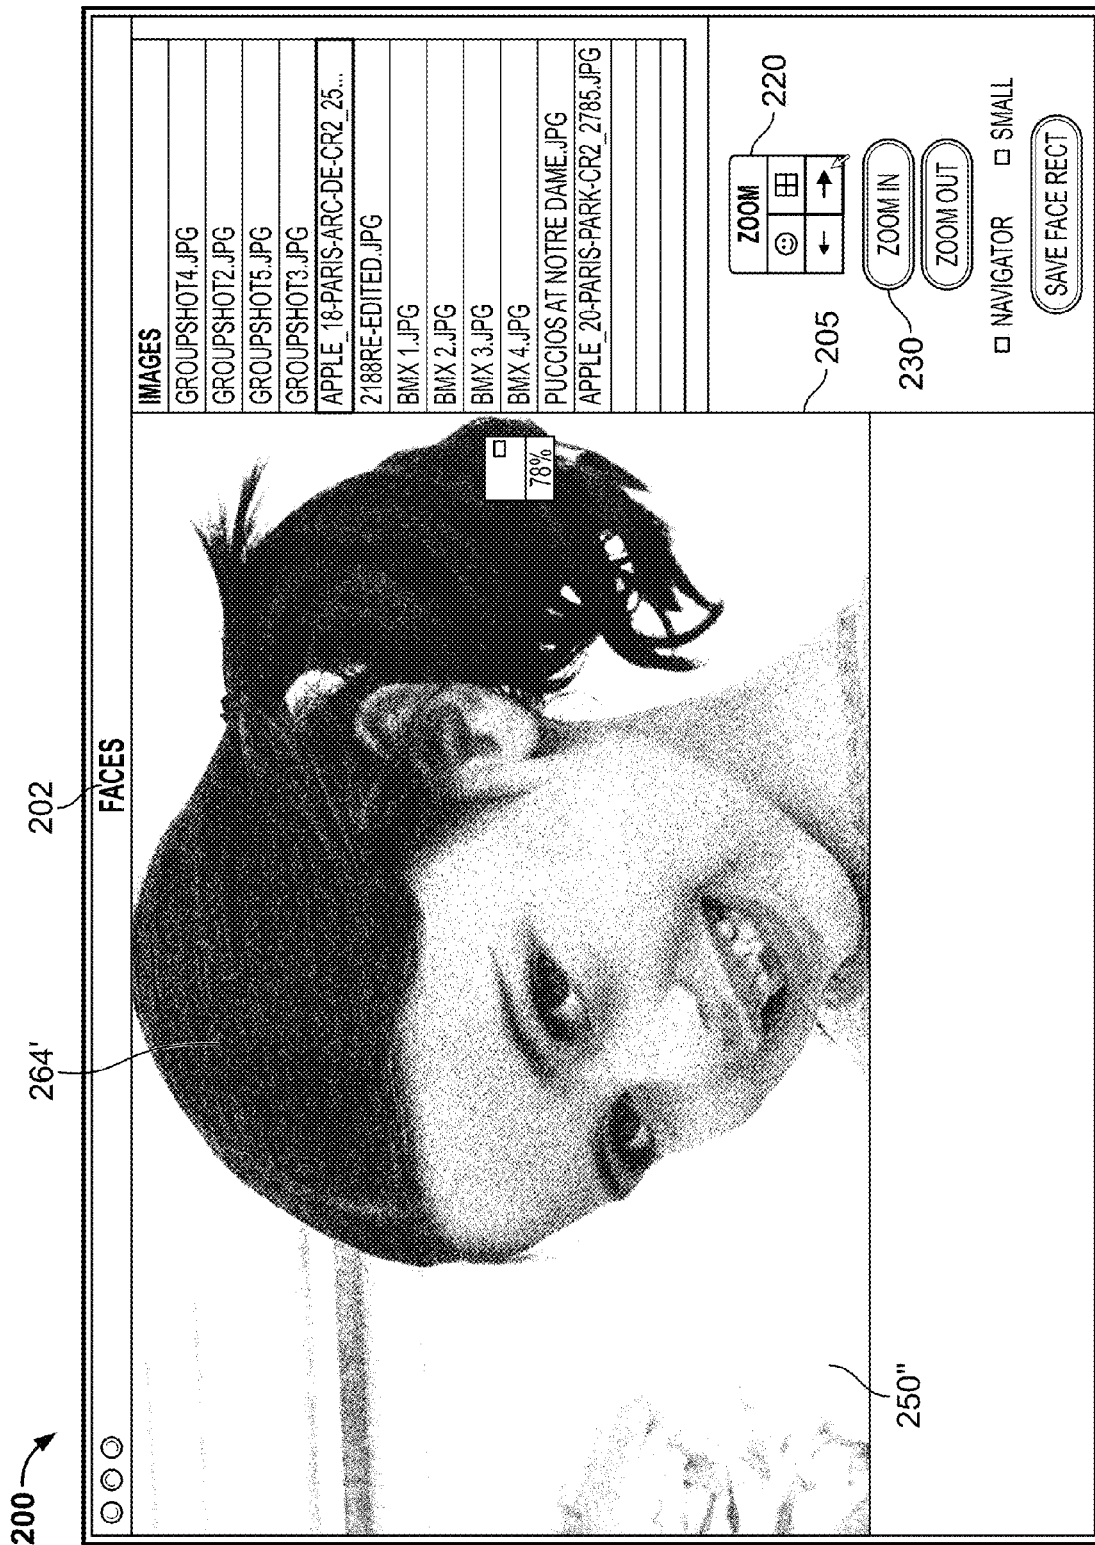 200
202
264'
FACES
IMAGES
GROUPSHOT4.JPG
GROUPSHOT2.JPG
GROUPSHOT5.JPG
GROUPSHOT3.JPG
APPLE_18-PARIS-ARC-DE-CR2_25...
2188RE-EDITED.JPG
BMX 1.JPG
BMX 2.JPG
BMX 3.JPG
BMX 4.JPG
PUCCIOS AT NOTRE DAME.JPG
APPLE_20-PARIS-PARK-CR2_2785.JPG
78%
250"
205
ZOOM
220
230
ZOOM IN
ZOOM OUT
NAVIGATOR
SMALL
SAVE FACE RECT